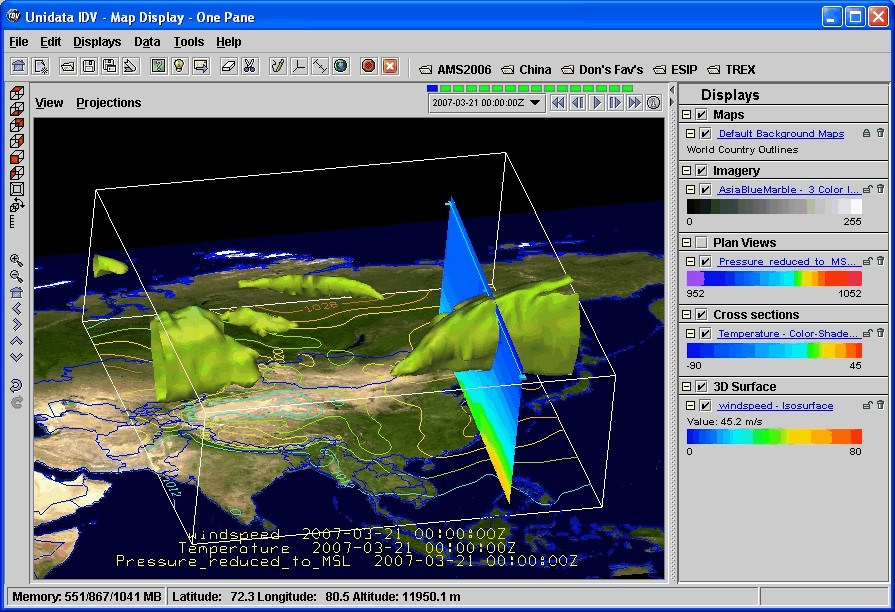 Unidata IDV - Map Display - One Pane
File Edit Displays Data Tools Help
AMS2006 China Don's Fav's ESIP TREX
View Projections
2007-03-21 00:00:00Z
Displays
Maps
Default Background Maps
World Country Outlines
Imagery
AsiaBlueMarble - 3 Color I...
0 255
Plan Views
Pressure_reduced_to_MS...
952 1052
Cross sections
Temperature - Color-Shade...
-90 45
3D Surface
windspeed - Isosurface
Value: 45.2 m/s
0 80
1028
1012
windspeed 2007-03-21 00:00:00Z
Temperature 2007-03-21 00:00:00Z
Pressure_reduced_to_MSL 2007-03-21 00:00:00Z
Memory: 551/867/1041 MB Latitude: 72.3 Longitude: 80.5 Altitude: 11950.1 m